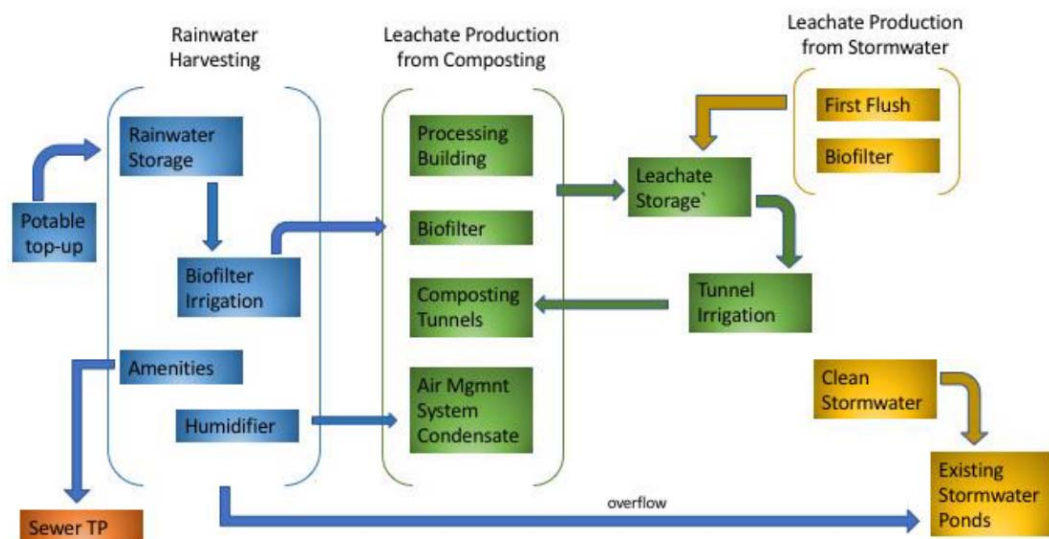 Rainwater
Harvesting
Leachate Production
from Composting
Leachate Production
from Stormwater
Rainwater
Storage
Potable
top-up
Biofilter
Irrigation
Amenities
Humidifier
Sewer TP
Processing
Building
Biofilter
Composting
Tunnels
Air Mgmnt
System
Condensate
First Flush
Biofilter
Leachate
Storage`
Tunnel
Irrigation
Clean
Stormwater
overflow
Existing
Stormwater
Ponds